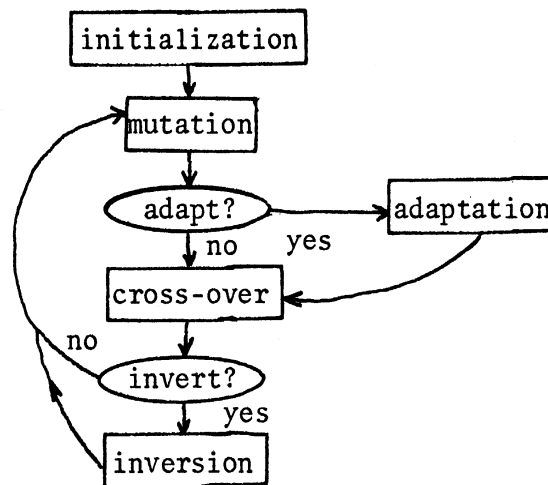 initialization
mutation
adapt?
adaptation
no
yes
cross-over
no
invert?
yes
inversion